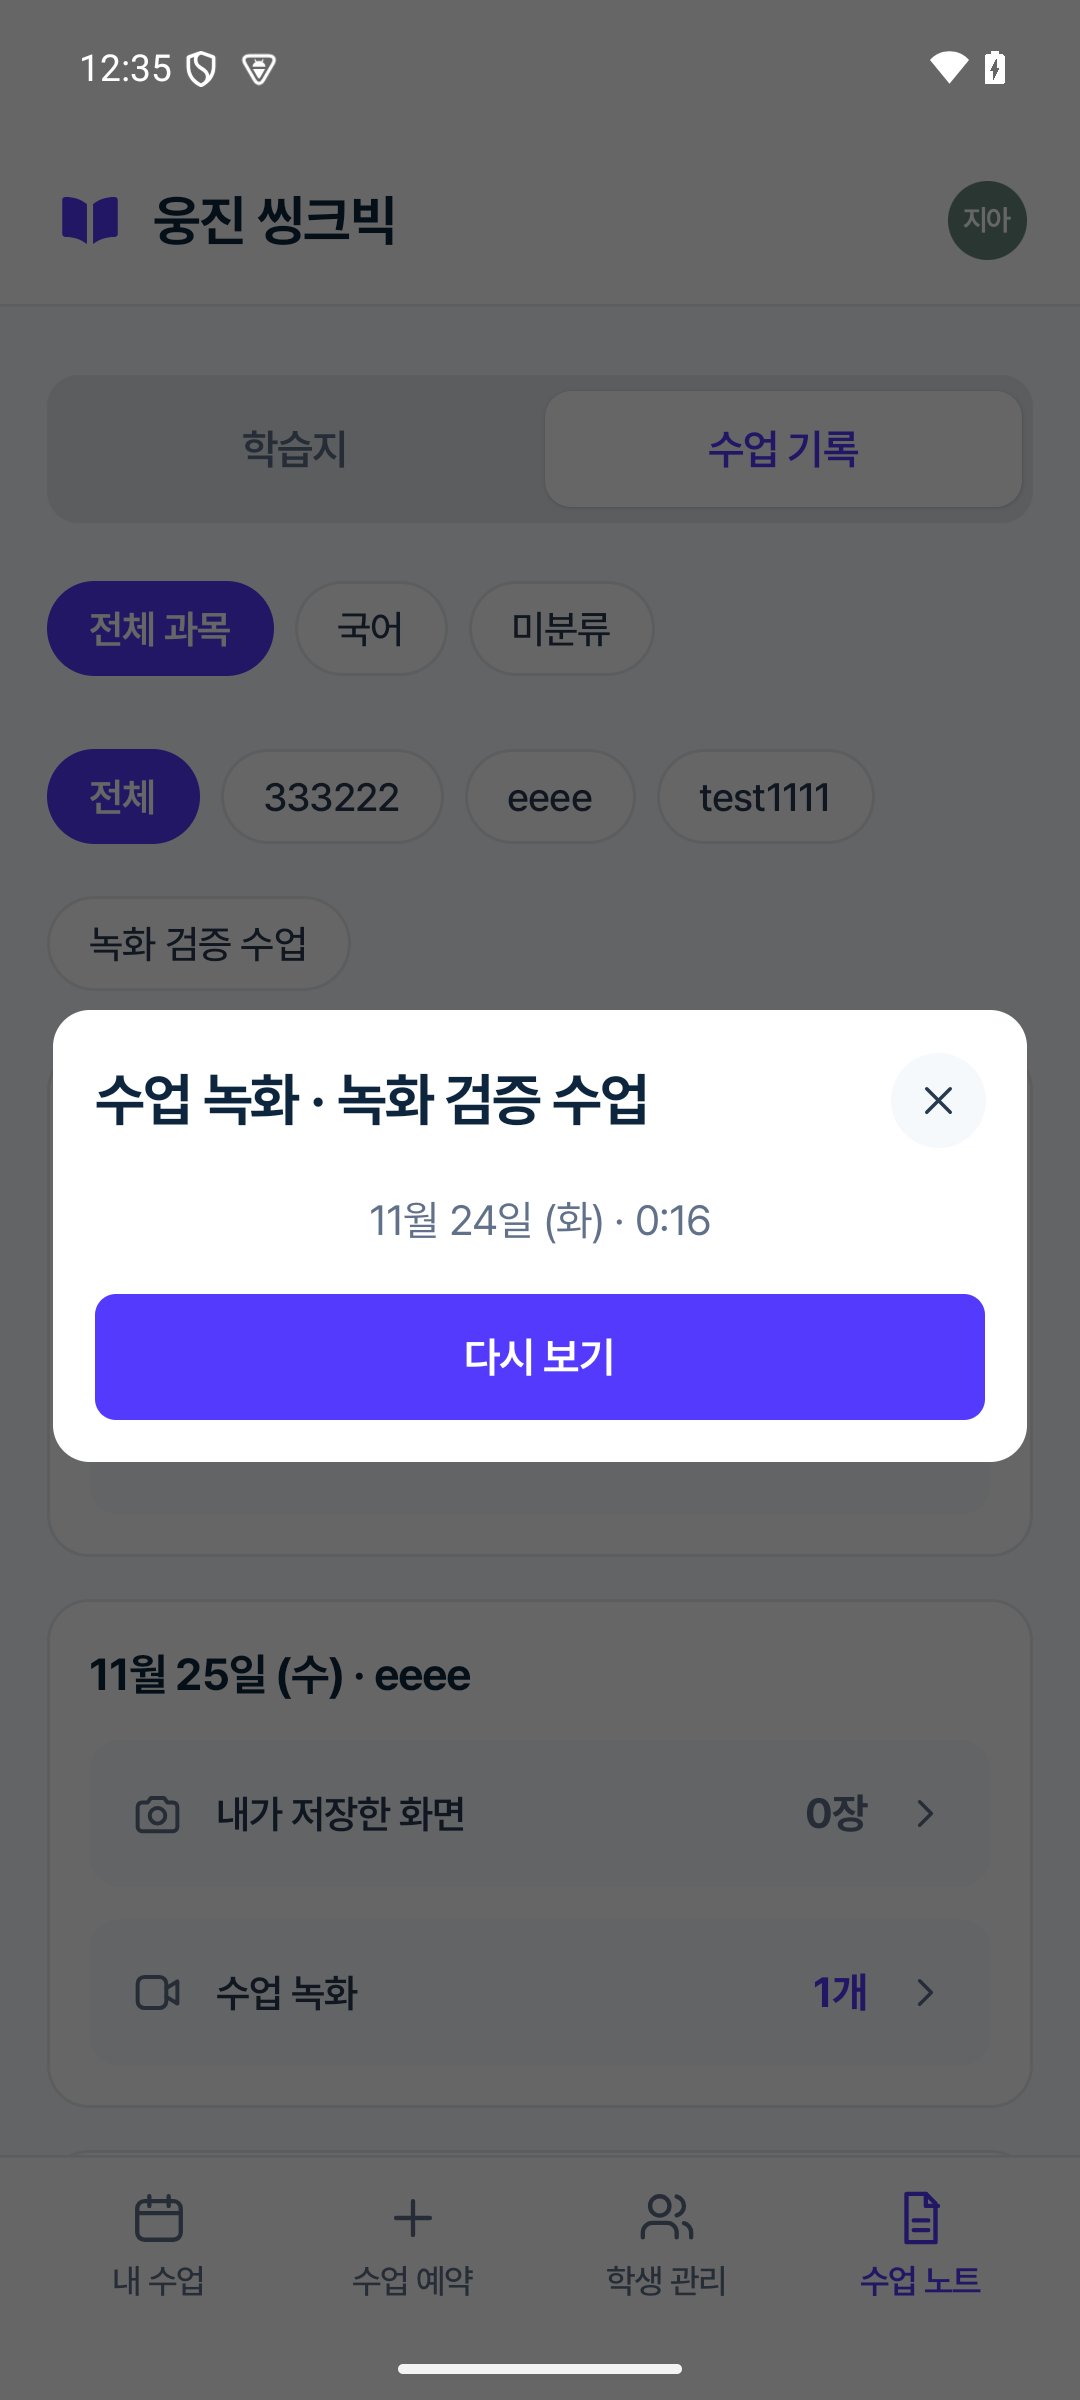 12:35
웅진 씽크빅
지아
학습지
수업 기록
전체 과목
국어
미분류
전체
333222
eeee
test1111
녹화 검증 수업
수업 녹화 · 녹화 검증 수업
11월 24일 (화) · 0:16
다시 보기
11월 25일 (수) · eeee
내가 저장한 화면
0장
수업 녹화
1개
내 수업
수업 예약
학생 관리
수업 노트